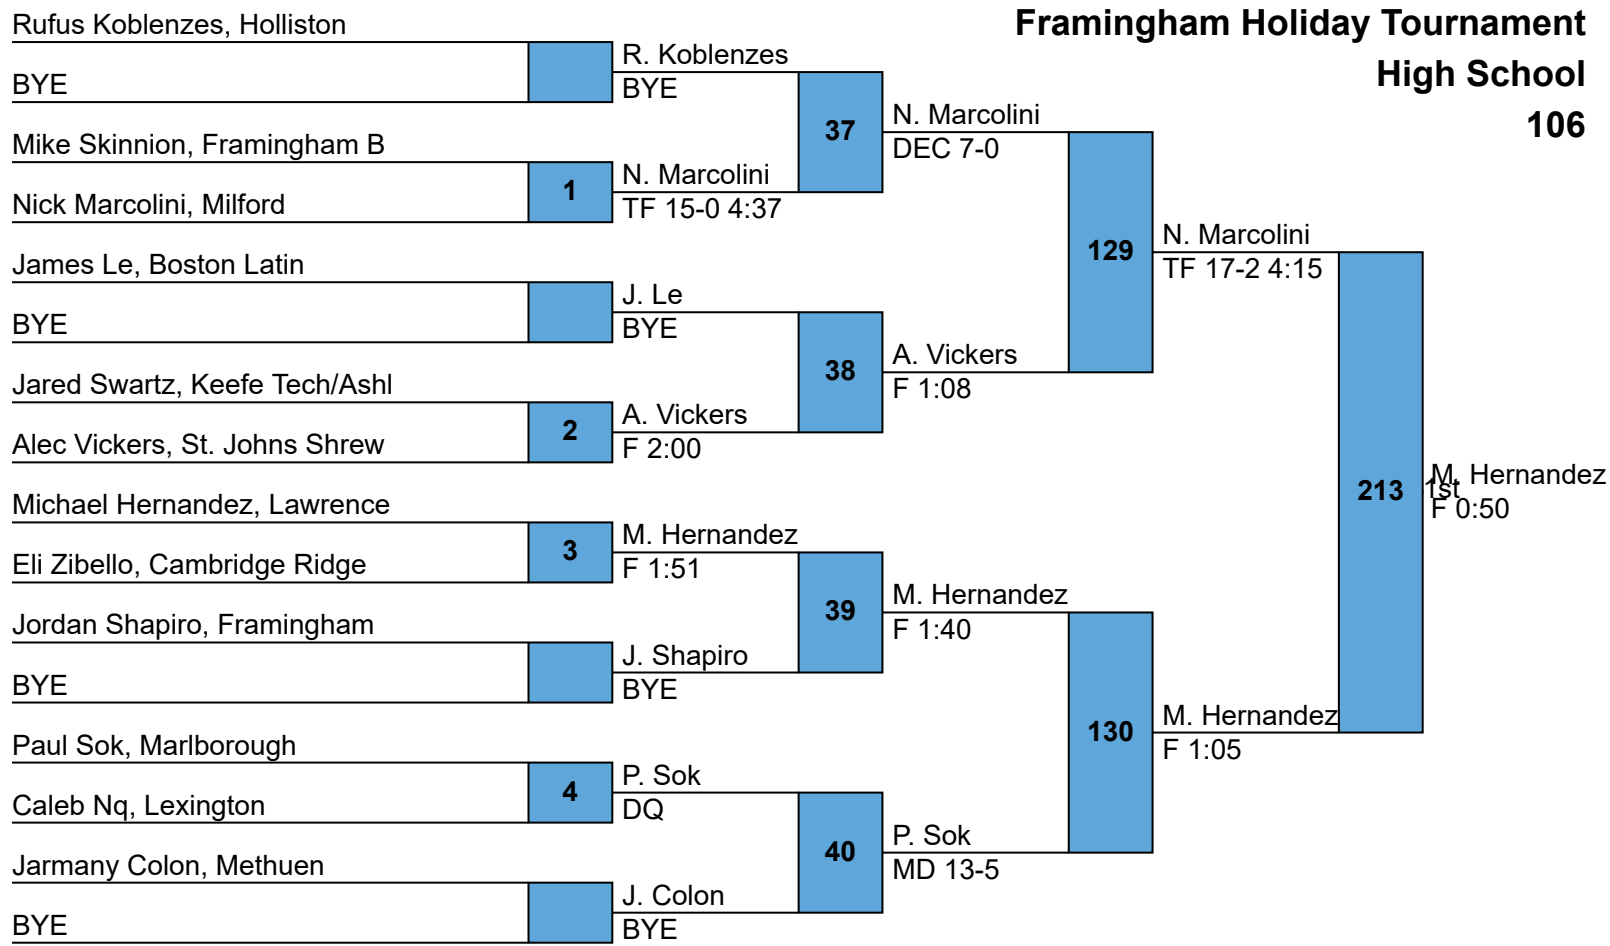 Framingham Holiday Tournament
High School
106
Rufus Koblenzes, Holliston
BYE
Mike Skinnion, Framingham B
Nick Marcolini, Milford
James Le, Boston Latin
BYE
Jared Swartz, Keefe Tech/Ashl
Alec Vickers, St. Johns Shrew
Michael Hernandez, Lawrence
Eli Zibello, Cambridge Ridge
Jordan Shapiro, Framingham
BYE
Paul Sok, Marlborough
Caleb Nq, Lexington
Jarmany Colon, Methuen
BYE
1
2
3
4
R. Koblenzes
BYE
N. Marcolini
TF 15-0 4:37
J. Le
BYE
A. Vickers
F 2:00
M. Hernandez
F 1:51
J. Shapiro
BYE
P. Sok
DQ
J. Colon
BYE
37
38
39
40
N. Marcolini
DEC 7-0
A. Vickers
F 1:08
M. Hernandez
F 1:40
P. Sok
MD 13-5
129
130
N. Marcolini
TF 17-2 4:15
M. Hernandez
F 1:05
213
M. Hernandez
1st
F 0:50